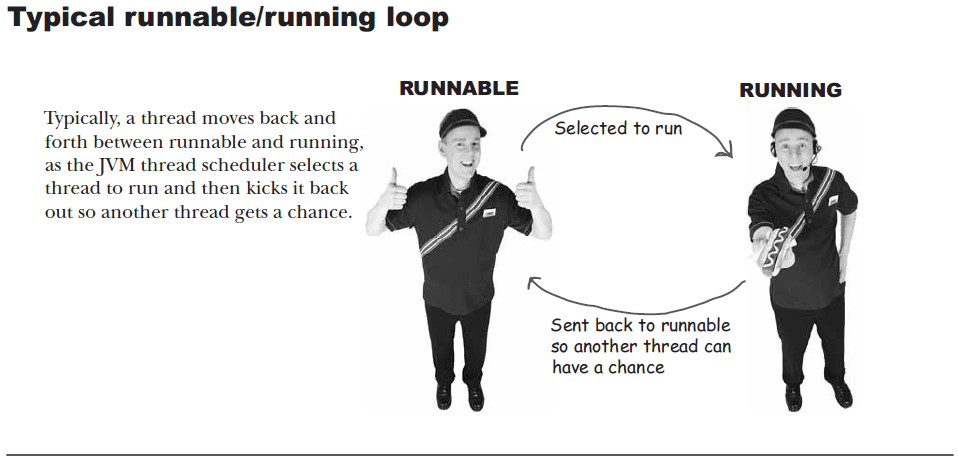 Typical runnable/running loop
RUNNABLE
RUNNING
Typically, a thread moves back and
forth between runnable and running,
as the JVM thread scheduler selects a
thread to run and then kicks it back
out so another thread gets a chance.
Selected to run
Sent back to runnable
so another thread can
have a chance